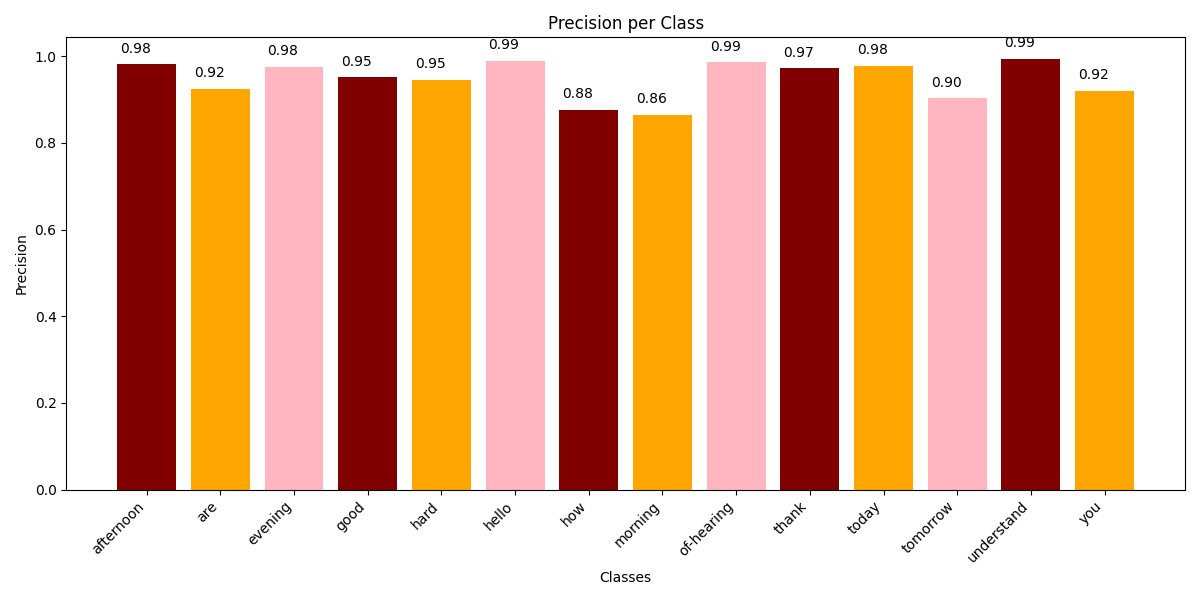 Precision per Class
0.98
0.92
0.98
0.95
0.95
0.99
0.88
0.86
0.99
0.97
0.98
0.90
0.99
0.92
1.0
0.8
0.6
0.4
0.2
0.0
Precision
afternoon
are
evening
good
hard
hello
how
morning
of-hearing
thank
today
tomorrow
understand
you
Classes